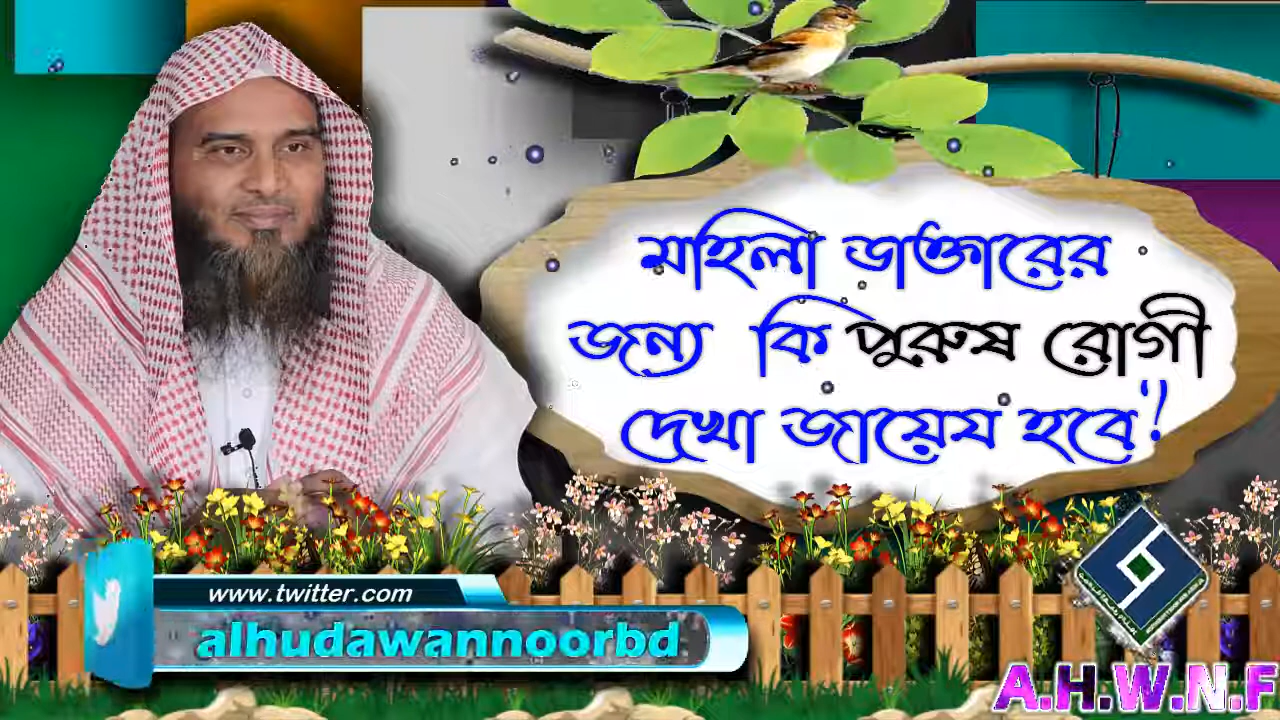 মহিলা ডাক্তারের
জন্য কি পুরুষ রোগী
দেখা জায়েয হবে?
www.twitter.com
alhudawannoorbd
A.H.W.N.F